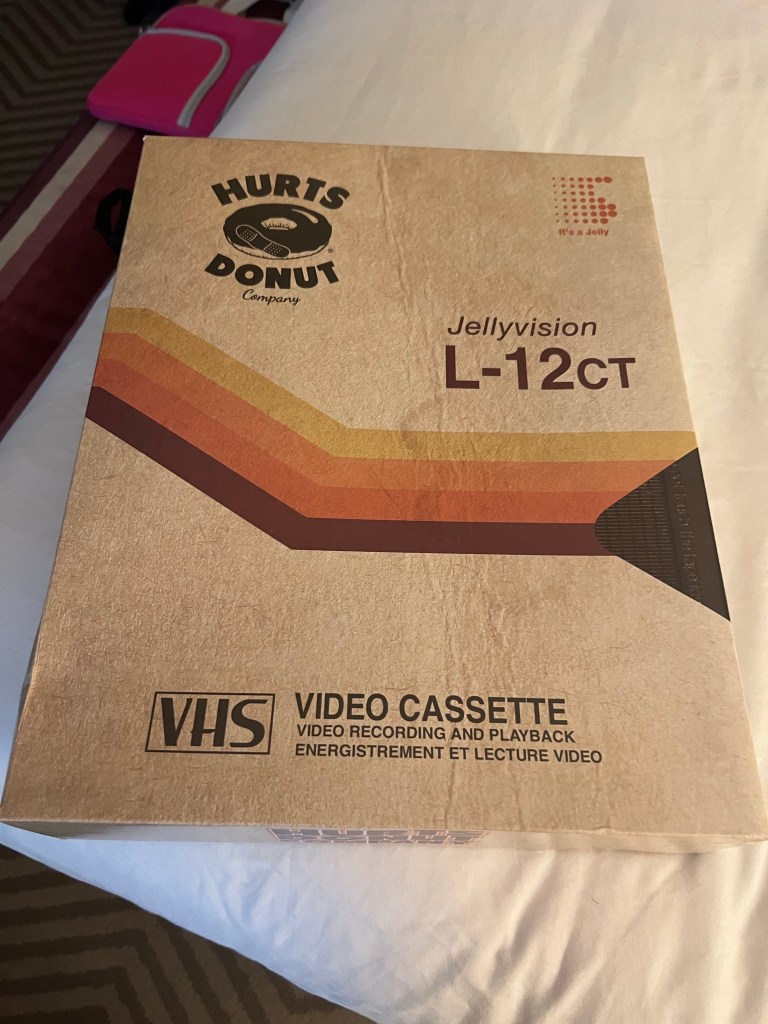 HURTS
DONUT
®
Company
It's a Jelly
Jellyvision
L-12CT
VHS
VIDEO CASSETTE
VIDEO RECORDING AND PLAYBACK
ENERGISTREMENT ET LECTURE VIDEO